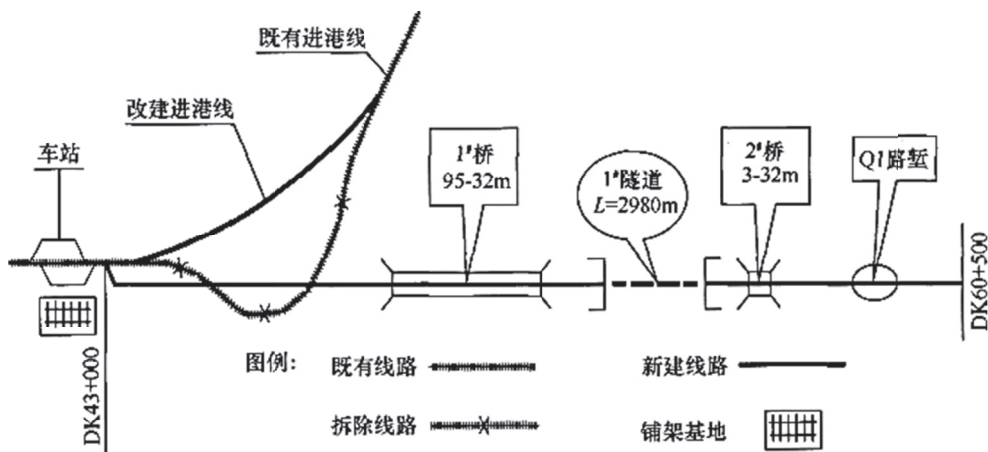 既有进港线
改建进港线
车站
1#桥
95-32m
1#隧道
L=2980m
2#桥
3-32m
Q1路堑
DK43+000
DK60+500
图例:
既有线路
新建线路
拆除线路
铺架基地